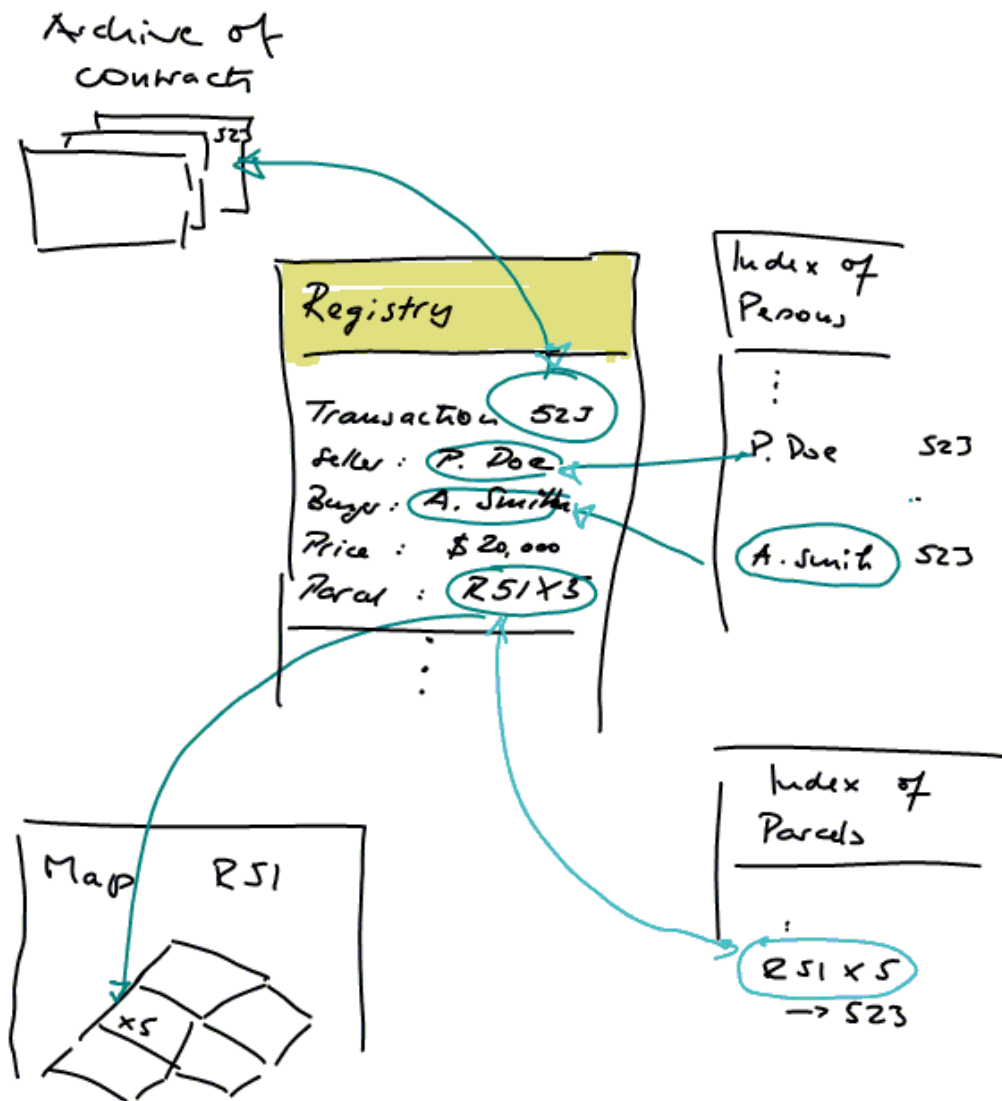 Archive of
contracts
523
Registry
Transaction 523
Seller : P. Doe
Buyer : A. Smith
Price : $ 20,000
Parcel : R51X5
⋮
Index of
Persons
⋮
P. Doe 523
..
A. Smith 523
Map R51
x5
Index of
Parcels
:
R51 x 5
→ 523